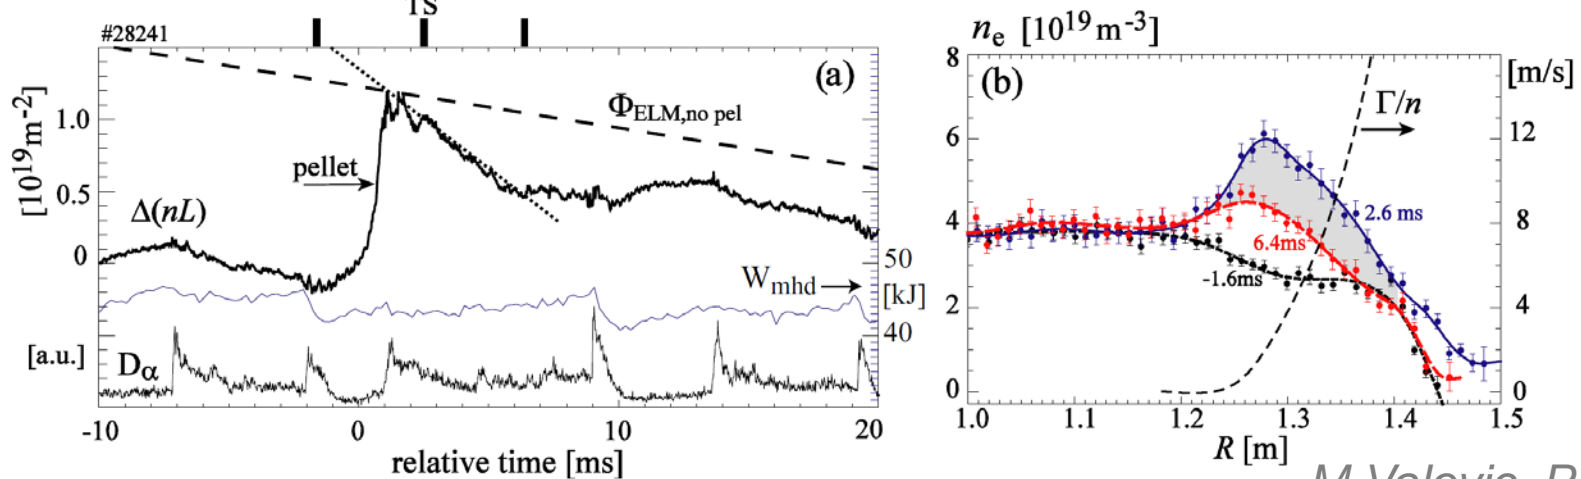 TS
#28241
(a)
Φ_ELM,no pel
[10^19 m^-2]
1.0
0.5
0
pellet
Δ(nL)
50
W_mhd
[kJ]
40
[a.u.]
D_α
-10
0
10
20
relative time [ms]
n_e [10^19 m^-3]
8
6
4
2
0
(b)
[m/s]
Γ/n
12
8
4
0
2.6 ms
6.4ms
-1.6ms
1.0
1.1
1.2
1.3
1.4
1.5
R [m]